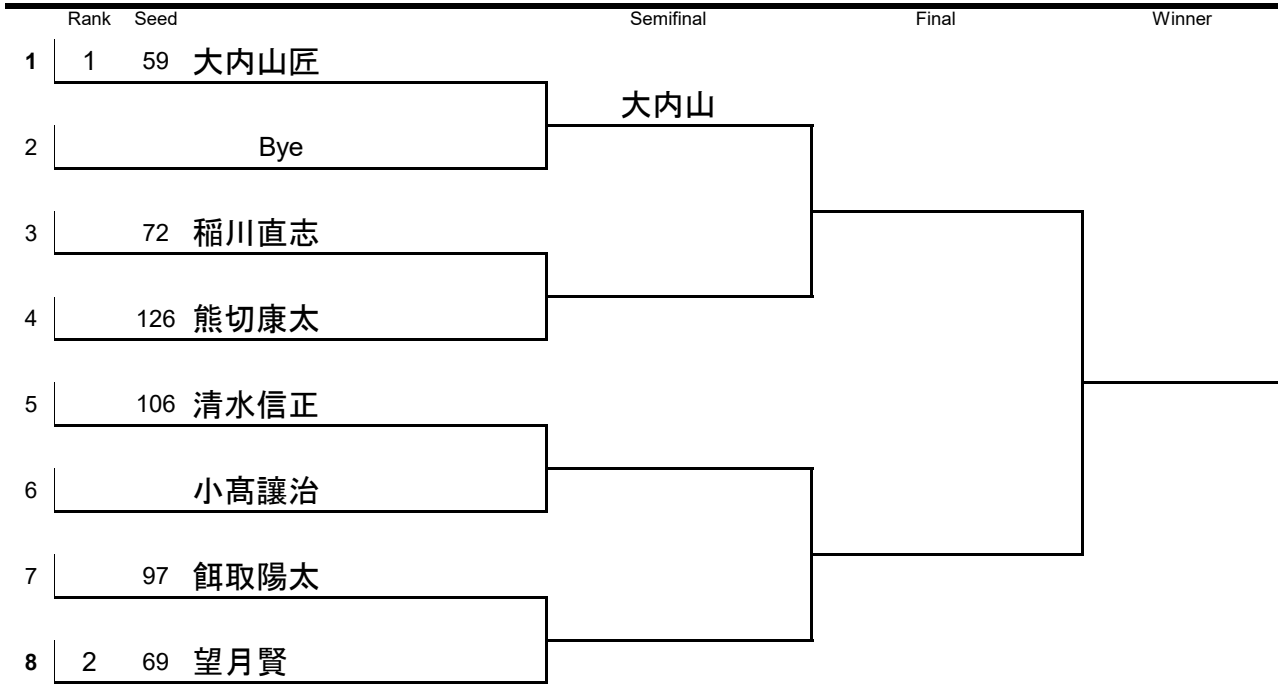 Rank Seed Semifinal Final Winner
1 1 59 大内山匠
大内山
2 Bye
3 72 稲川直志
4 126 熊切康太
5 106 清水信正
6 小髙讓治
7 97 餌取陽太
8 2 69 望月賢